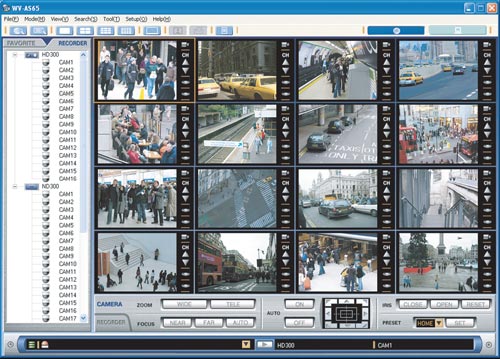 WV-AS65
File(F) Mode(M) View(V) Search(S) Tool(T) Setup(O) Help(H)
FAVORITE RECORDER
HD300
CAM1
CAM2
CAM3
CAM4
CAM5
CAM6
CAM7
CAM8
CAM9
CAM10
CAM11
CAM12
CAM13
CAM14
CAM15
CAM16
ND300
CAM1
CAM2
CAM3
CAM4
CAM5
CAM6
CAM7
CAM8
CAM9
CAM10
CAM11
CAM12
CAM13
CAM14
CAM15
CAM16
CAM17
CH CH CH CH
CH CH CH CH
TAXIS
ONLY
CH CH CH CH
CH CH CH CH
CAMERA ZOOM WIDE TELE AUTO ON IRIS CLOSE OPEN RESET
RECORDER FOCUS NEAR FAR AUTO OFF PRESET HOME SET
HD300 CAM1